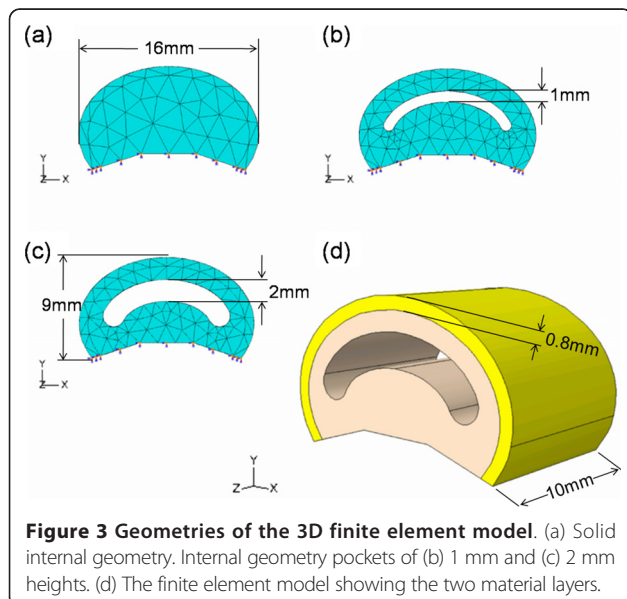 (a)
16mm
Y
Z X
(b)
1mm
Y
Z X
(c)
9mm
2mm
Y
Z X
(d)
0.8mm
10mm
Y
Z X
Figure 3 Geometries of the 3D finite element model. (a) Solid
internal geometry. Internal geometry pockets of (b) 1 mm and (c) 2 mm
heights. (d) The finite element model showing the two material layers.